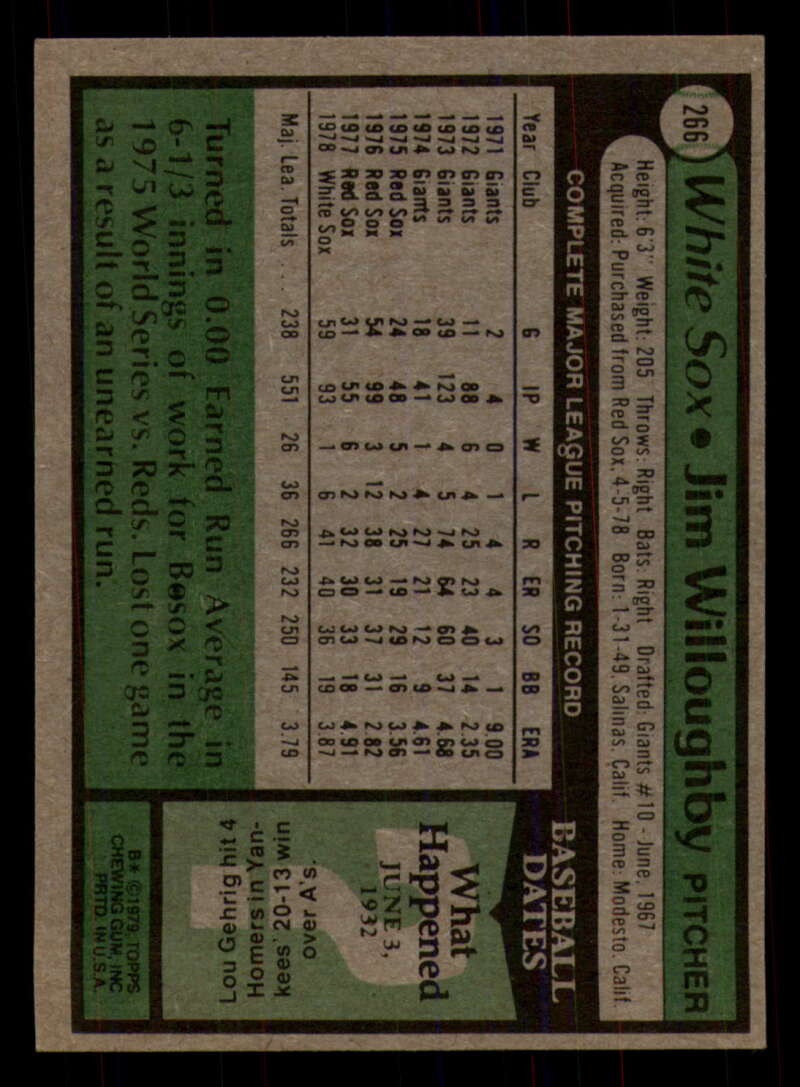 266 White Sox • Jim Willoughby PITCHER
Height: 6'3" Weight: 205 Throws: Right Bats: Right Drafted: Giants #10 - June, 1967
Acquired: Purchased from Red Sox, 4-5-78 Born: 1-31-49, Salinas, Calif. Home: Modesto, Calif.
COMPLETE MAJOR LEAGUE PITCHING RECORD
Year Club G IP W L R ER SO BB ERA
1971 Giants 2 4 0 1 4 4 3 1 9.00
1972 Giants 11 88 6 4 25 23 40 14 2.35
1973 Giants 39 123 4 5 74 64 60 37 4.68
1974 Giants 18 41 1 4 27 21 12 9 4.61
1975 Red Sox 24 48 5 2 25 19 29 16 3.56
1976 Red Sox 54 99 3 12 38 31 37 31 2.82
1977 Red Sox 31 55 6 2 32 30 33 18 4.91
1978 White Sox 59 93 1 6 41 40 36 19 3.87
Maj. Lea. Totals ... 238 551 26 36 266 232 250 145 3.79
Turned in 0.00 Earned Run Average in
6-1/3 innings of work for Bosox in the
1975 World Series vs. Reds. Lost one game
as a result of an unearned run.
BASEBALL
DATES
What
Happened
JUNE 3,
1932
Lou Gehrig hit 4
Homers in Yan-
kees' 20-13 win
over A's.
B* ©1979, TOPPS
CHEWING GUM, INC
PRTD. IN U.S.A.